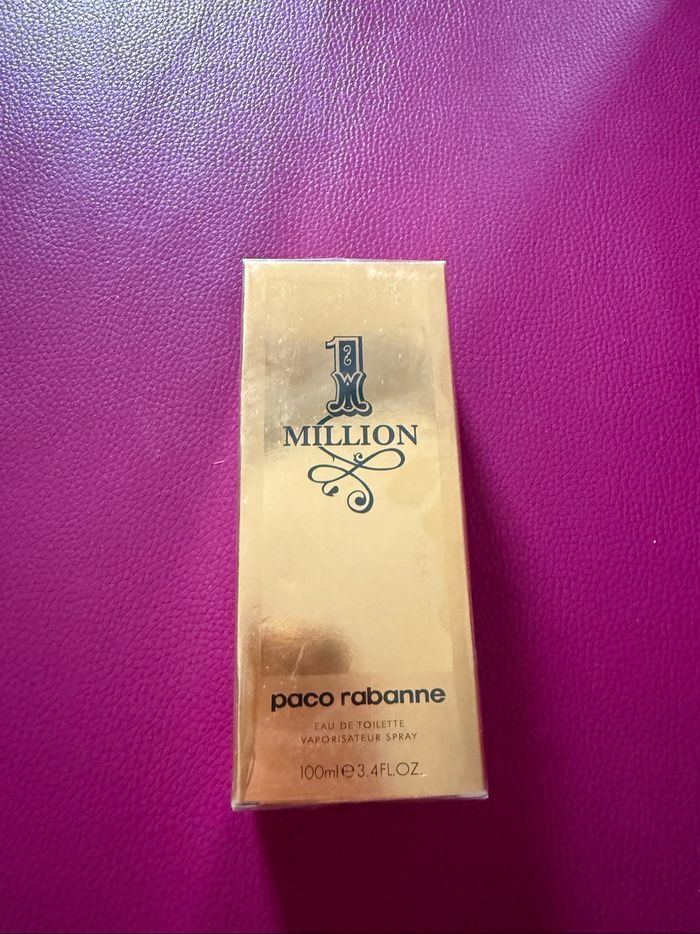 1
MILLION
paco rabanne
EAU DE TOILETTE
VAPORISATEUR SPRAY
100ml ℮ 3.4FL.OZ.